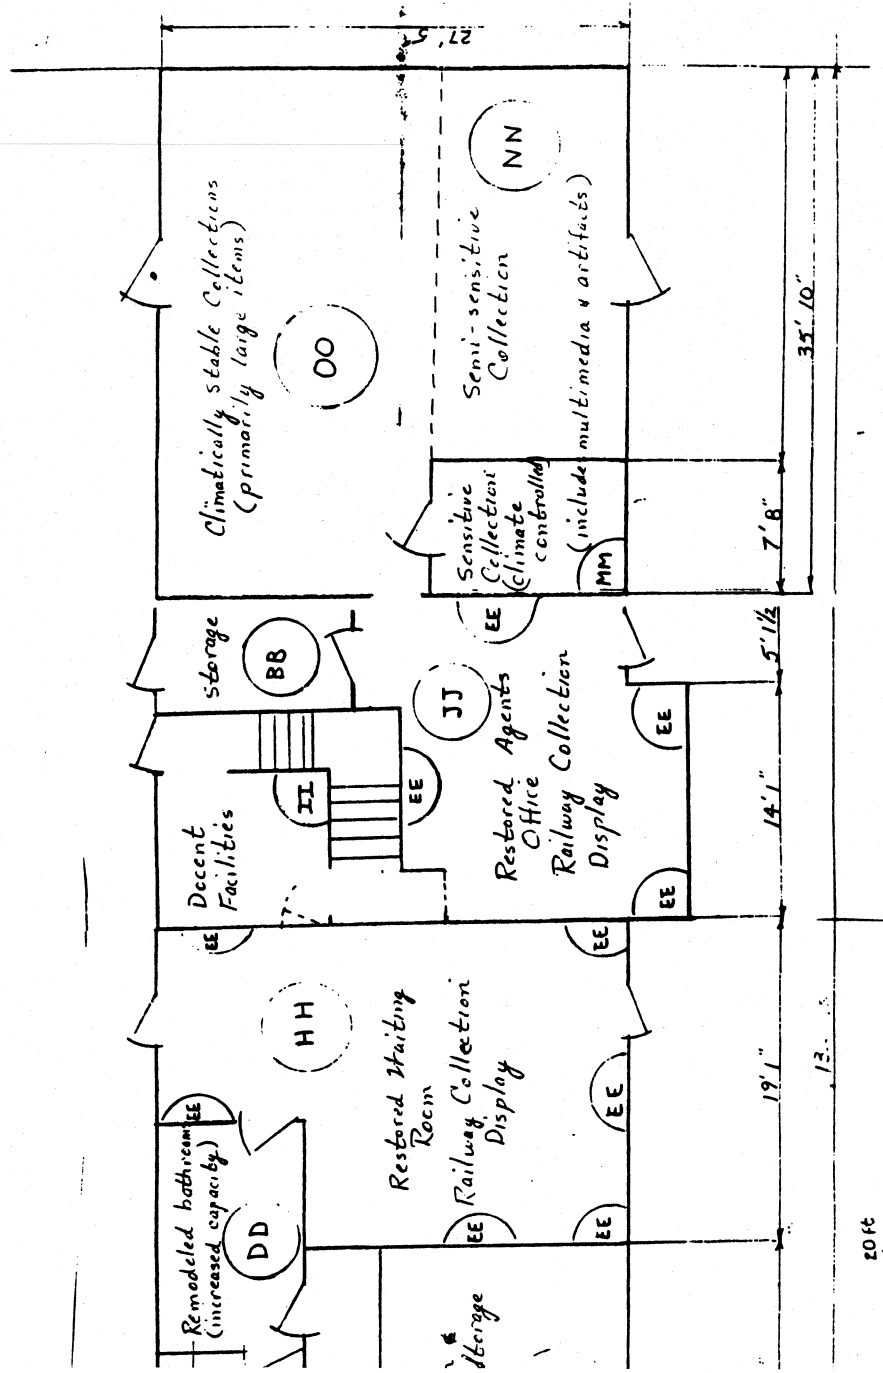 27' 5
NN
Climatically stable Collections
(primarily large items)
OO
Semi-sensitive
Collection
(includes multimedia & artifacts)
35' 10"
Sensitive
Collection
(climate
controlled)
MM
7' 8"
EE
5' 1½
Storage
BB
JJ
Restored Agents
Office
Railway Collection
Display
EE
EE
II
EE
14' 1"
Docent
Facilities
EE
EE
HH
Restored Waiting
Room
Railway Collection
Display
EE
EE
19' 1"
13
Remodeled bathrooms
(increased capacity)
DD
EE
EE
&
storage
20 ft